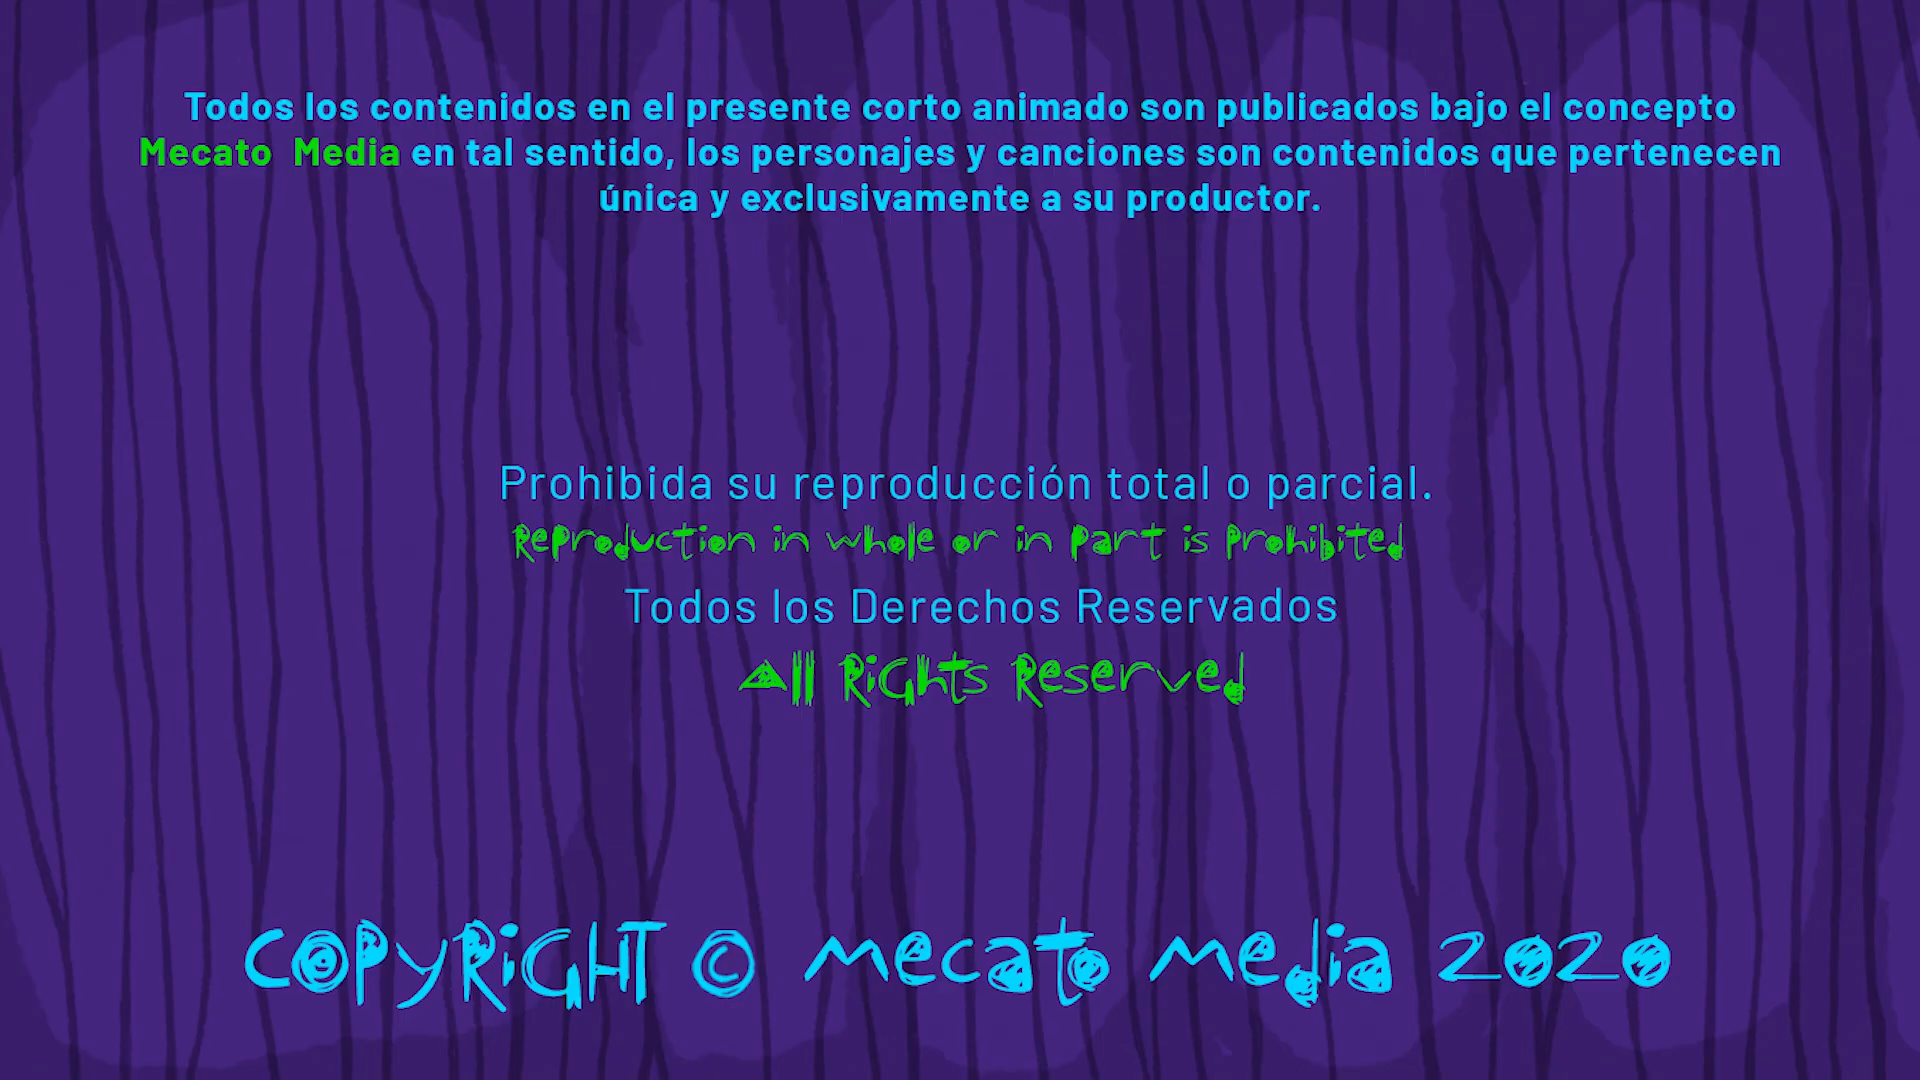 Todos los contenidos en el presente corto animado son publicados bajo el concepto
Mecato Media en tal sentido, los personajes y canciones son contenidos que pertenecen
única y exclusivamente a su productor.
Prohibida su reproducción total o parcial.
Reproduction in whole or in part is prohibited
Todos los Derechos Reservados
All Rights Reserved
COPYRIGHT © mecato media 2020